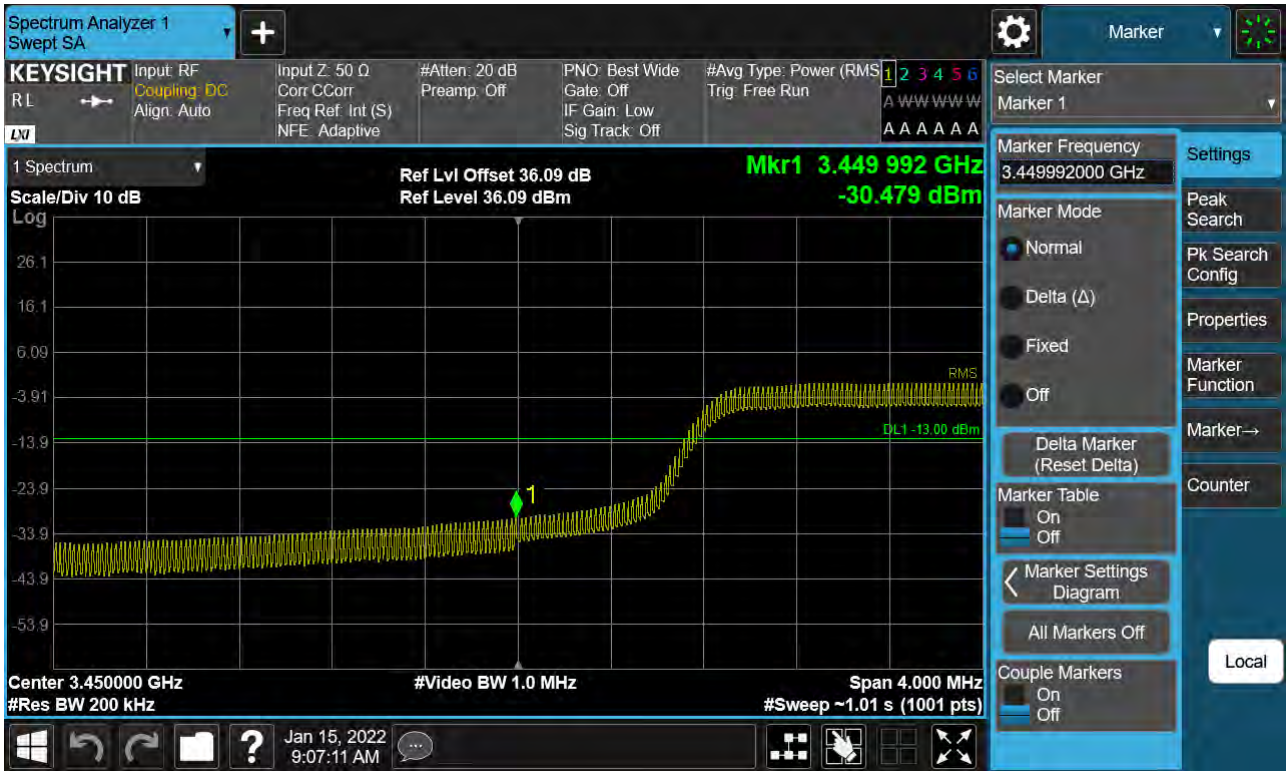 Spectrum Analyzer 1
Swept SA
+
Marker
KEYSIGHT
RL
LXI
Input: RF
Coupling: DC
Align: Auto
Input Z: 50 Ω
Corr CCorr
Freq Ref: Int (S)
NFE: Adaptive
#Atten: 20 dB
Preamp: Off
PNO: Best Wide
Gate: Off
IF Gain: Low
Sig Track: Off
#Avg Type: Power (RMS
Trig: Free Run
1 2 3 4 5 6
A W W W W W
A A A A A A
Select Marker
Marker 1
1 Spectrum
Scale/Div 10 dB
Log
Ref Lvl Offset 36.09 dB
Ref Level 36.09 dBm
Mkr1 3.449 992 GHz
-30.479 dBm
26.1
16.1
6.09
-3.91
-13.9
-23.9
-33.9
-43.9
-53.9
RMS
DL1 -13.00 dBm
1
Center 3.450000 GHz
#Res BW 200 kHz
#Video BW 1.0 MHz
Span 4.000 MHz
#Sweep ~1.01 s (1001 pts)
Marker Frequency
3.449992000 GHz
Marker Mode
Normal
Delta (Δ)
Fixed
Off
Delta Marker
(Reset Delta)
Marker Table
On
Off
Marker Settings
Diagram
All Markers Off
Couple Markers
On
Off
Settings
Peak
Search
Pk Search
Config
Properties
Marker
Function
Marker→
Counter
Local
?
Jan 15, 2022
9:07:11 AM